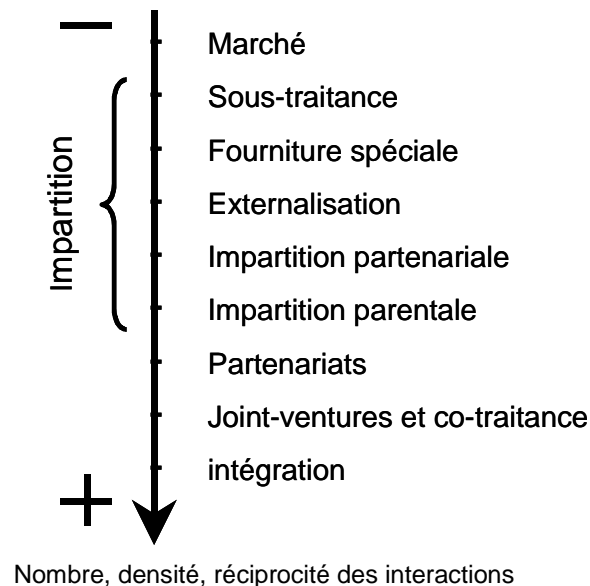 Marché
Sous-traitance
Fourniture spéciale
Externalisation
Impartition partenariale
Impartition parentale
Partenariats
Joint-ventures et co-traitance
intégration
Impartition
Nombre, densité, réciprocité des interactions